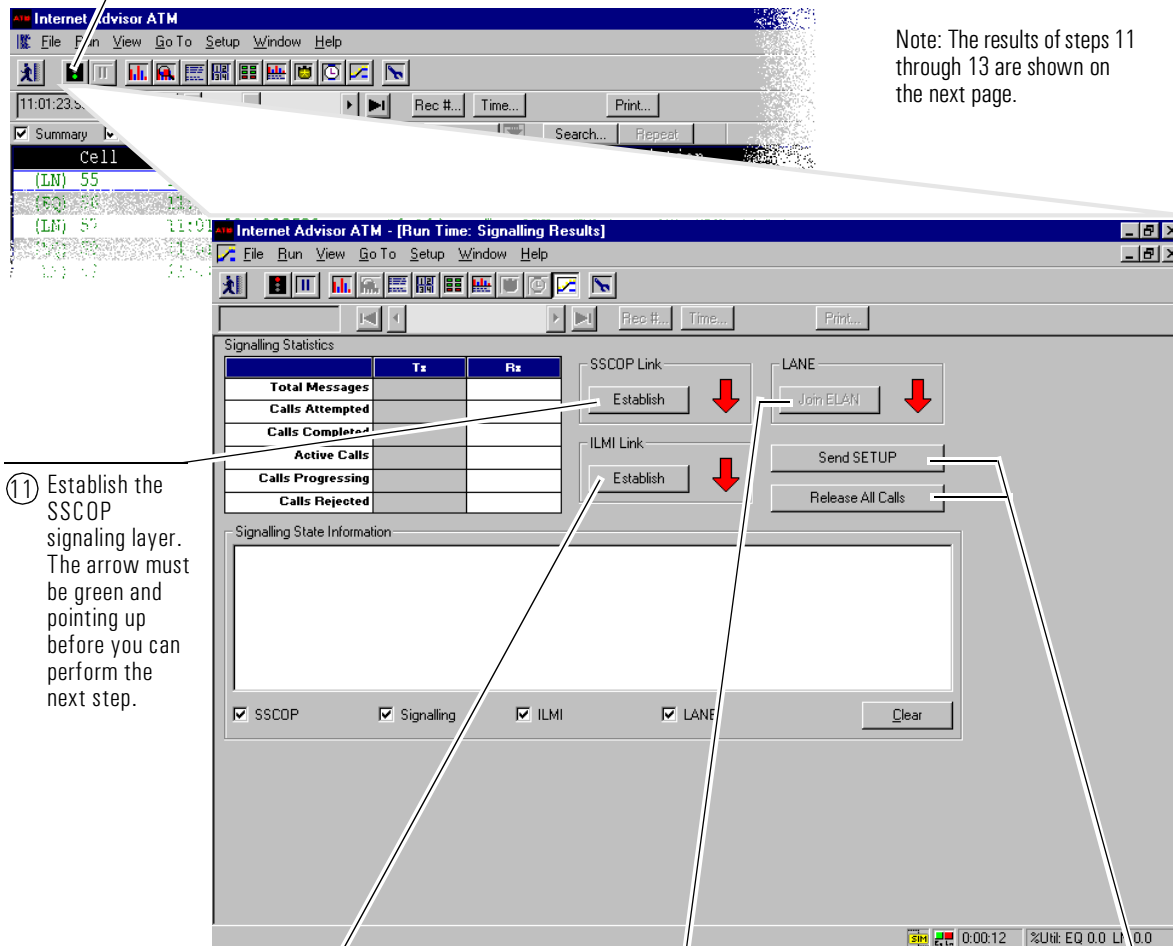 Internet Advisor ATM
File Run View Go To Setup Window Help
Note: The results of steps 11
through 13 are shown on
the next page.
Rec #... Time... Print...
Summary Search... Repeat
Cell
(LN) 55
(LN)
Internet Advisor ATM - [Run Time: Signalling Results]
File Run View Go To Setup Window Help
Rec #... Time... Print...
Signalling Statistics
Tx Rx
Total Messages
Calls Attempted
Calls Completed
Active Calls
Calls Progressing
Calls Rejected
SSCOP Link
Establish
LANE
Join ELAN
ILMI Link
Establish
Send SETUP
Release All Calls
11 Establish the
SSCOP
signaling layer.
The arrow must
be green and
pointing up
before you can
perform the
next step.
Signalling State Information
SSCOP Signalling ILMI LANE Clear
SIM 0:00:12 %Util: EQ 0.0 LN 0.0